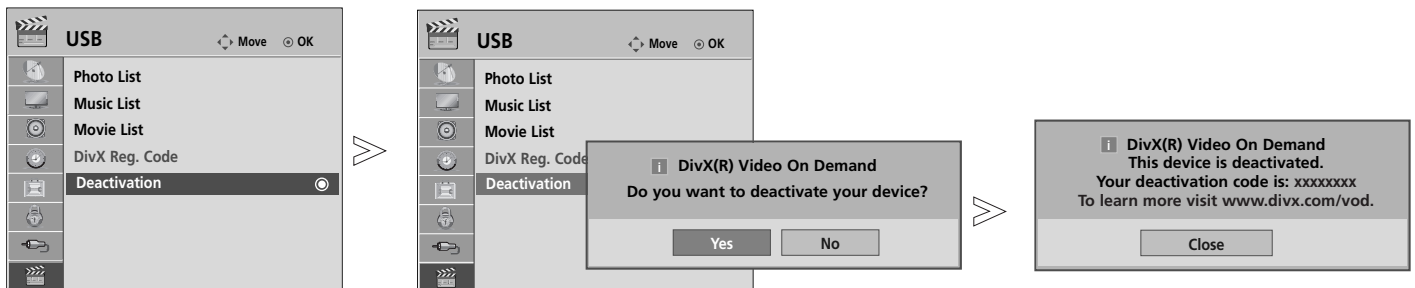 USB
Move
OK
Photo List
Music List
Movie List
DivX Reg. Code
Deactivation
USB
Move
OK
Photo List
Music List
Movie List
DivX Reg. Code
Deactivation
i DivX(R) Video On Demand
Do you want to deactivate your device?
Yes
No
i DivX(R) Video On Demand
This device is deactivated.
Your deactivation code is: xxxxxxxx
To learn more visit www.divx.com/vod.
Close